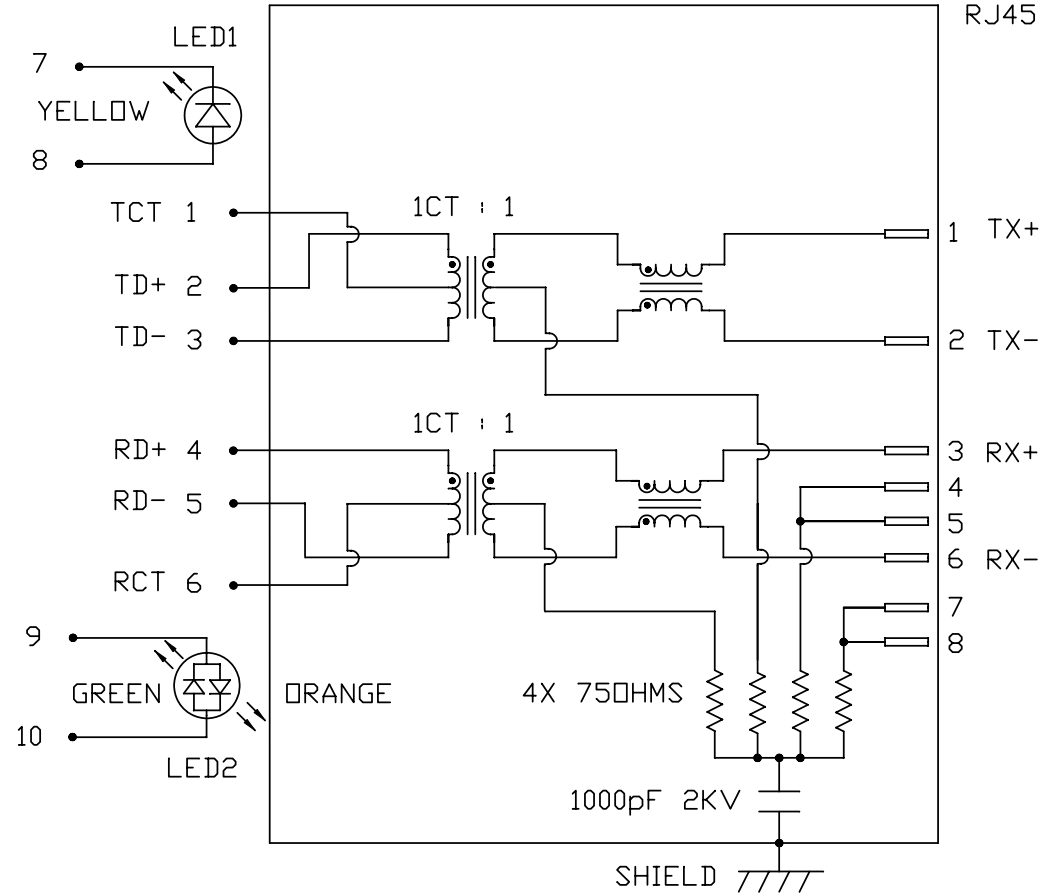 RJ45
LED1
7
YELLOW
8
TCT 1
1CT : 1
1 TX+
TD+ 2
TD- 3
2 TX-
1CT : 1
RD+ 4
3 RX+
4
RD- 5
5
6 RX-
RCT 6
7
9
8
GREEN
ORANGE
4X 75OHMS
10
LED2
1000pF 2KV
SHIELD